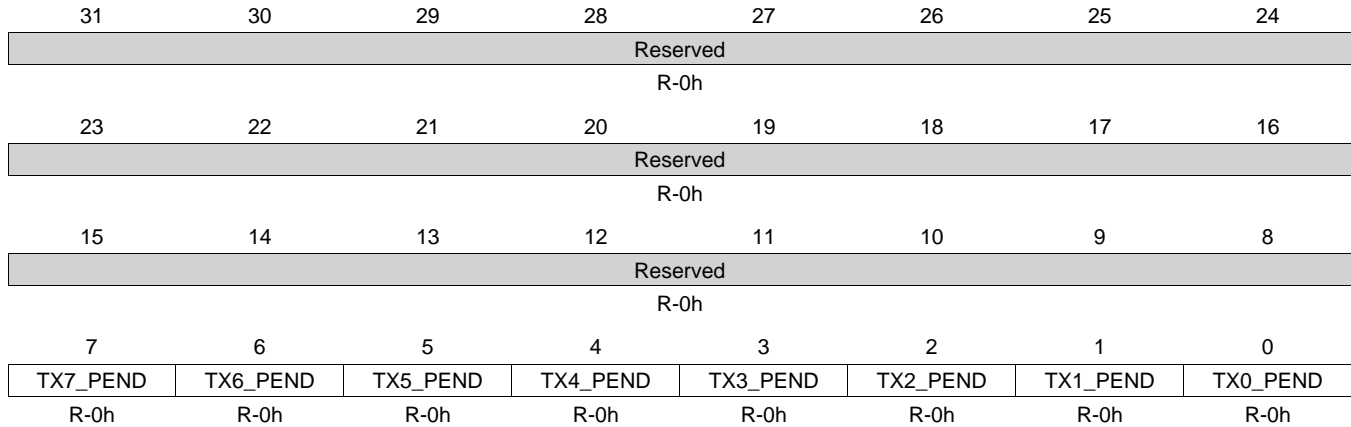 31 30 29 28 27 26 25 24
Reserved
R-0h
23 22 21 20 19 18 17 16
Reserved
R-0h
15 14 13 12 11 10 9 8
Reserved
R-0h
7 6 5 4 3 2 1 0
TX7_PEND TX6_PEND TX5_PEND TX4_PEND TX3_PEND TX2_PEND TX1_PEND TX0_PEND
R-0h R-0h R-0h R-0h R-0h R-0h R-0h R-0h